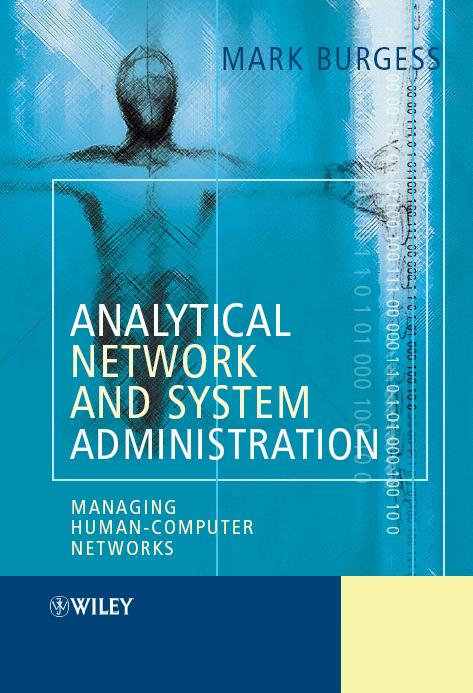 MARK BURGESS
ANALYTICAL
NETWORK
AND SYSTEM
ADMINISTRATION
MANAGING
HUMAN-COMPUTER
NETWORKS
WILEY